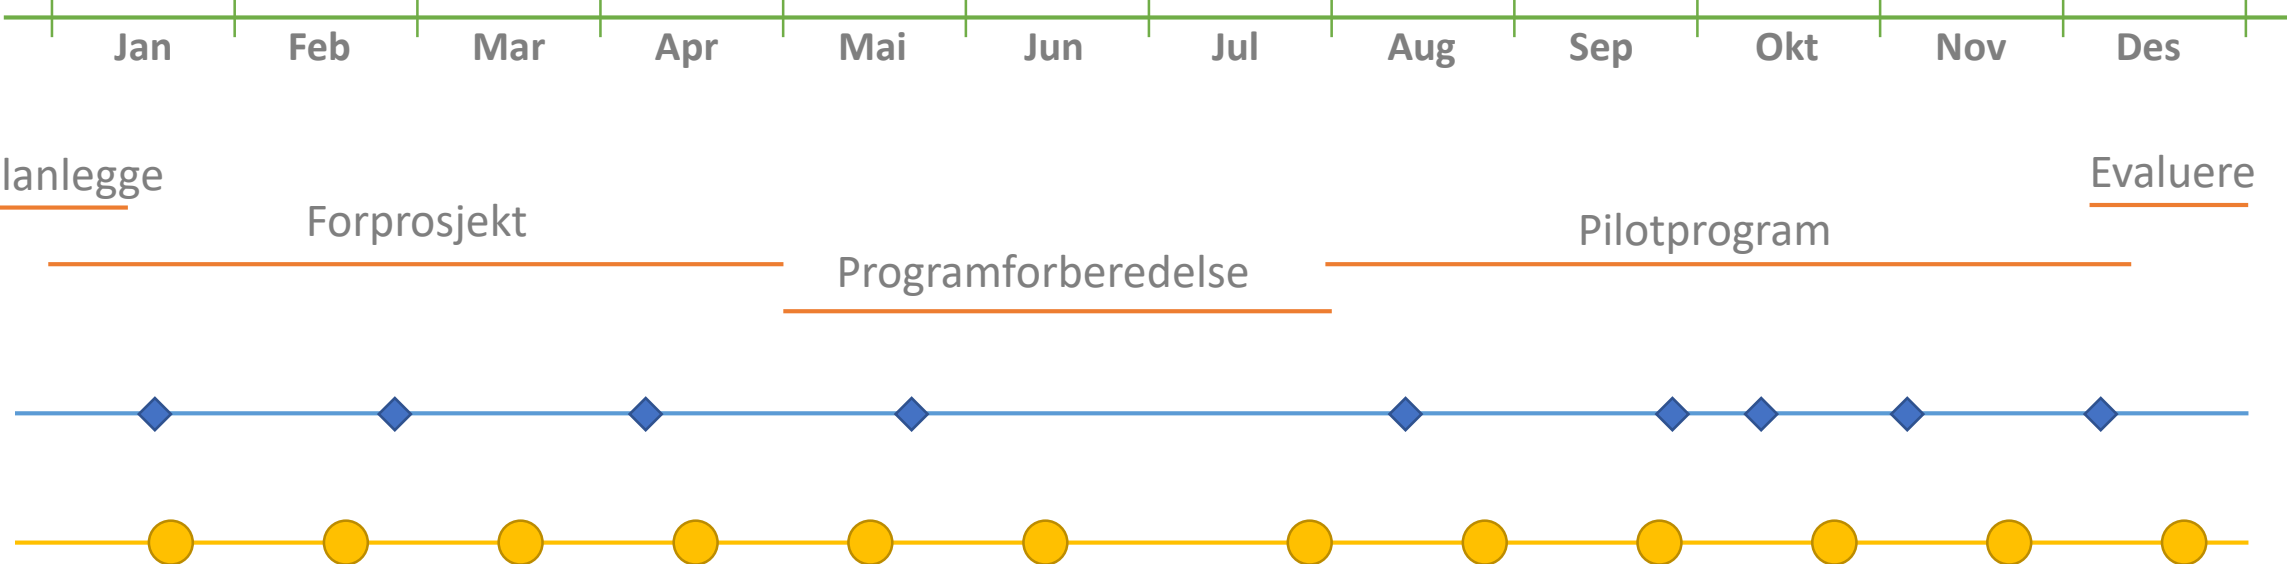 Jan Feb Mar Apr Mai Jun Jul Aug Sep Okt Nov Des
lanlegge
Evaluere
Forprosjekt
Pilotprogram
Programforberedelse